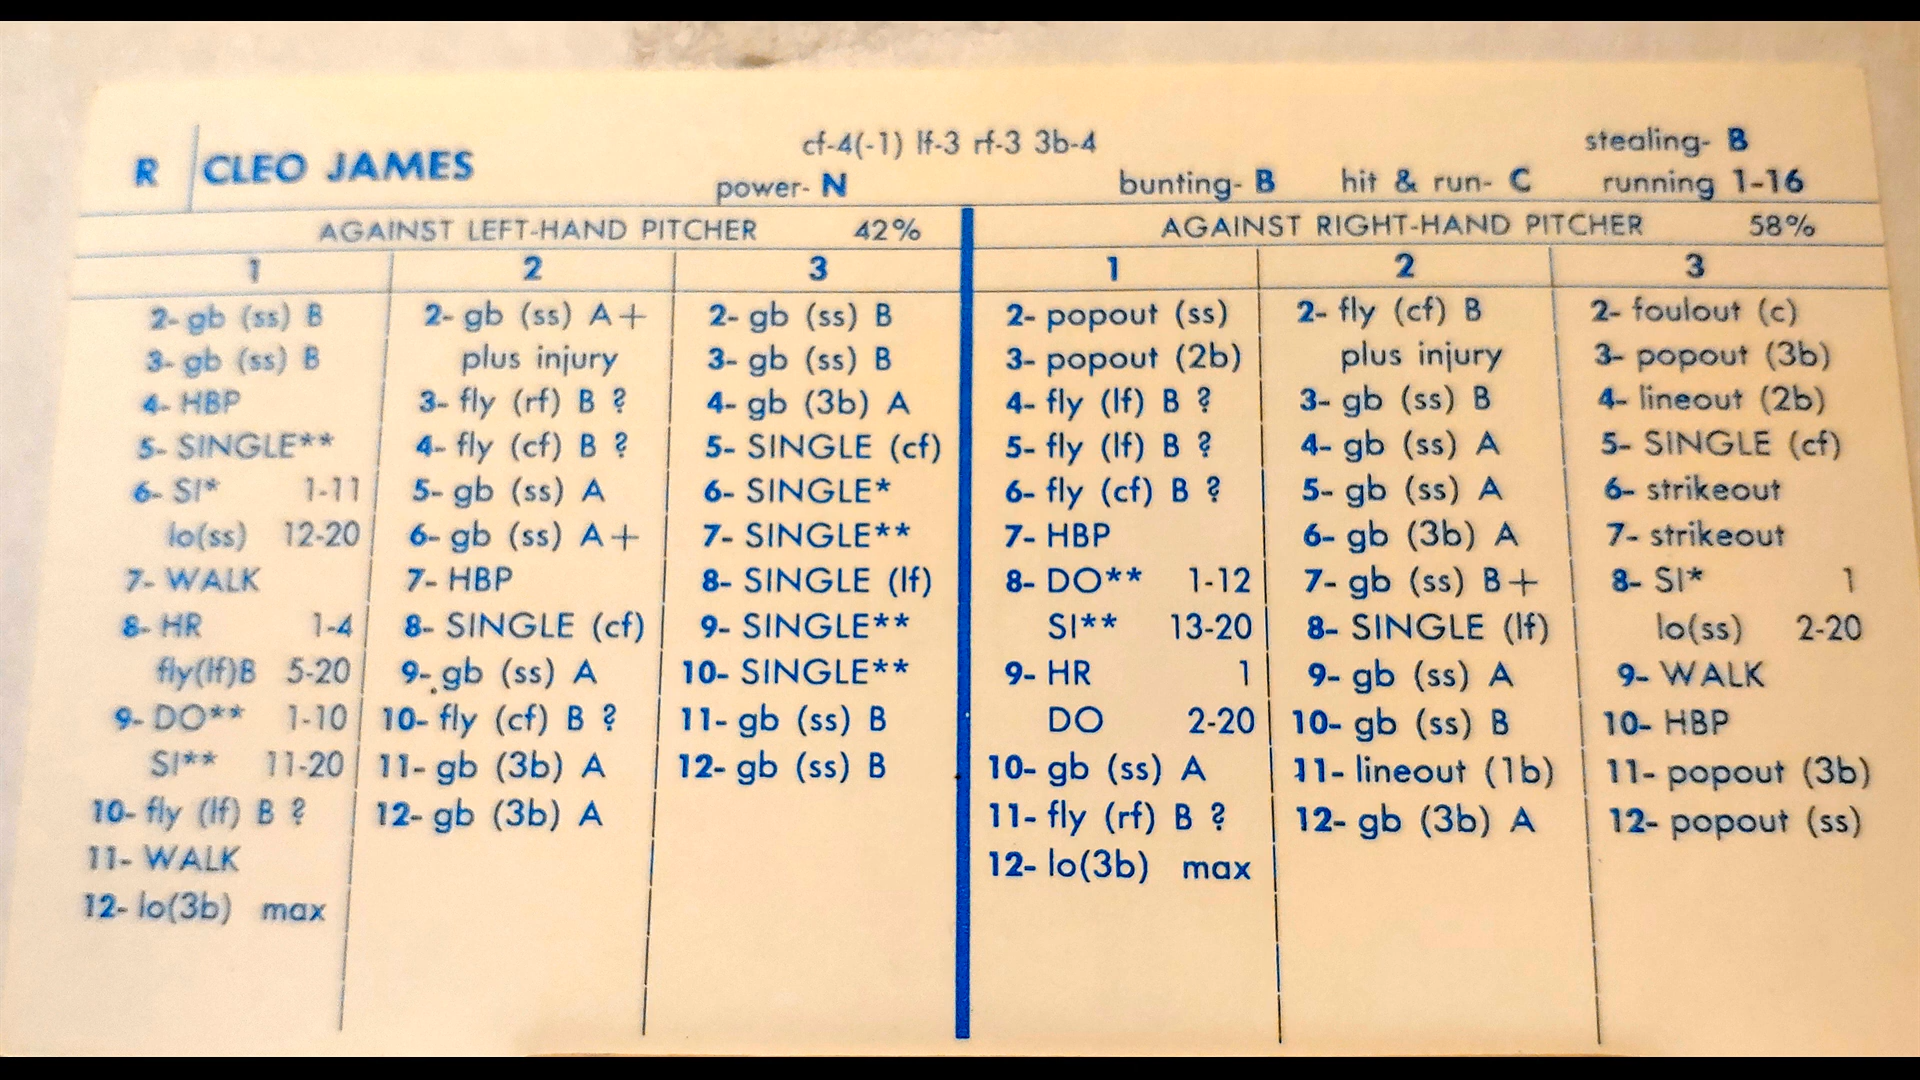 R CLEO JAMES cf-4(-1) lf-3 rf-3 3b-4 stealing- B
power- N bunting- B hit & run- C running 1-16
AGAINST LEFT-HAND PITCHER 42%
1 2 3
2- gb (ss) B
3- gb (ss) B
4- HBP
5- SINGLE**
6- SI* 1-11
lo(ss) 12-20
7- WALK
8- HR 1-4
fly(lf)B 5-20
9- DO** 1-10
SI** 11-20
10- fly (lf) B ?
11- WALK
12- lo(3b) max
2- gb (ss) A+
plus injury
3- fly (rf) B ?
4- fly (cf) B ?
5- gb (ss) A
6- gb (ss) A+
7- HBP
8- SINGLE (cf)
9- gb (ss) A
10- fly (cf) B ?
11- gb (3b) A
12- gb (3b) A
2- gb (ss) B
3- gb (ss) B
4- gb (3b) A
5- SINGLE (cf)
6- SINGLE*
7- SINGLE**
8- SINGLE (lf)
9- SINGLE**
10- SINGLE**
11- gb (ss) B
12- gb (ss) B
AGAINST RIGHT-HAND PITCHER 58%
1 2 3
2- popout (ss)
3- popout (2b)
4- fly (lf) B ?
5- fly (lf) B ?
6- fly (cf) B ?
7- HBP
8- DO** 1-12
SI** 13-20
9- HR 1
DO 2-20
10- gb (ss) A
11- fly (rf) B ?
12- lo(3b) max
2- fly (cf) B
plus injury
3- gb (ss) B
4- gb (ss) A
5- gb (ss) A
6- gb (3b) A
7- gb (ss) B+
8- SINGLE (lf)
9- gb (ss) A
10- gb (ss) B
11- lineout (1b)
12- gb (3b) A
2- foulout (c)
3- popout (3b)
4- lineout (2b)
5- SINGLE (cf)
6- strikeout
7- strikeout
8- SI* 1
lo(ss) 2-20
9- WALK
10- HBP
11- popout (3b)
12- popout (ss)